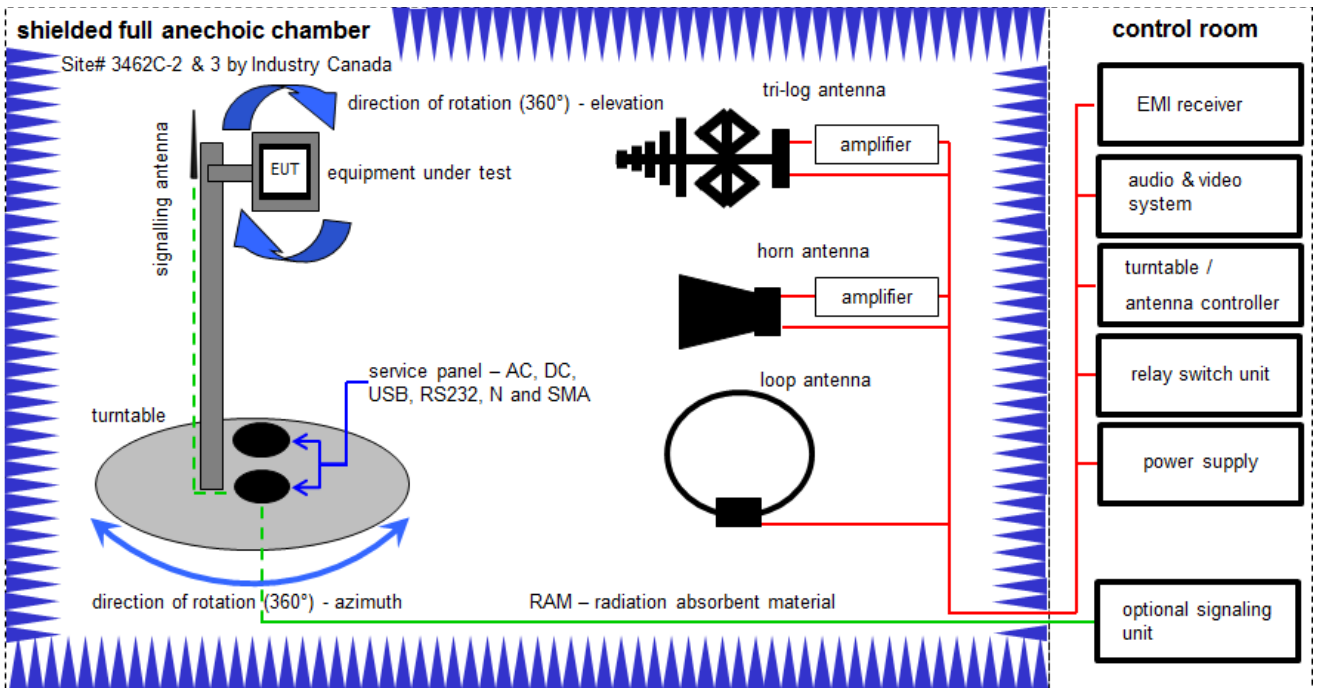 shielded full anechoic chamber
Site# 3462C-2 & 3 by Industry Canada
direction of rotation (360°) - elevation
signalling antenna
EUT
equipment under test
service panel – AC, DC,
USB, RS232, N and SMA
turntable
direction of rotation (360°) - azimuth
tri-log antenna
amplifier
horn antenna
amplifier
loop antenna
RAM – radiation absorbent material
control room
EMI receiver
audio & video
system
turntable /
antenna controller
relay switch unit
power supply
optional signaling
unit